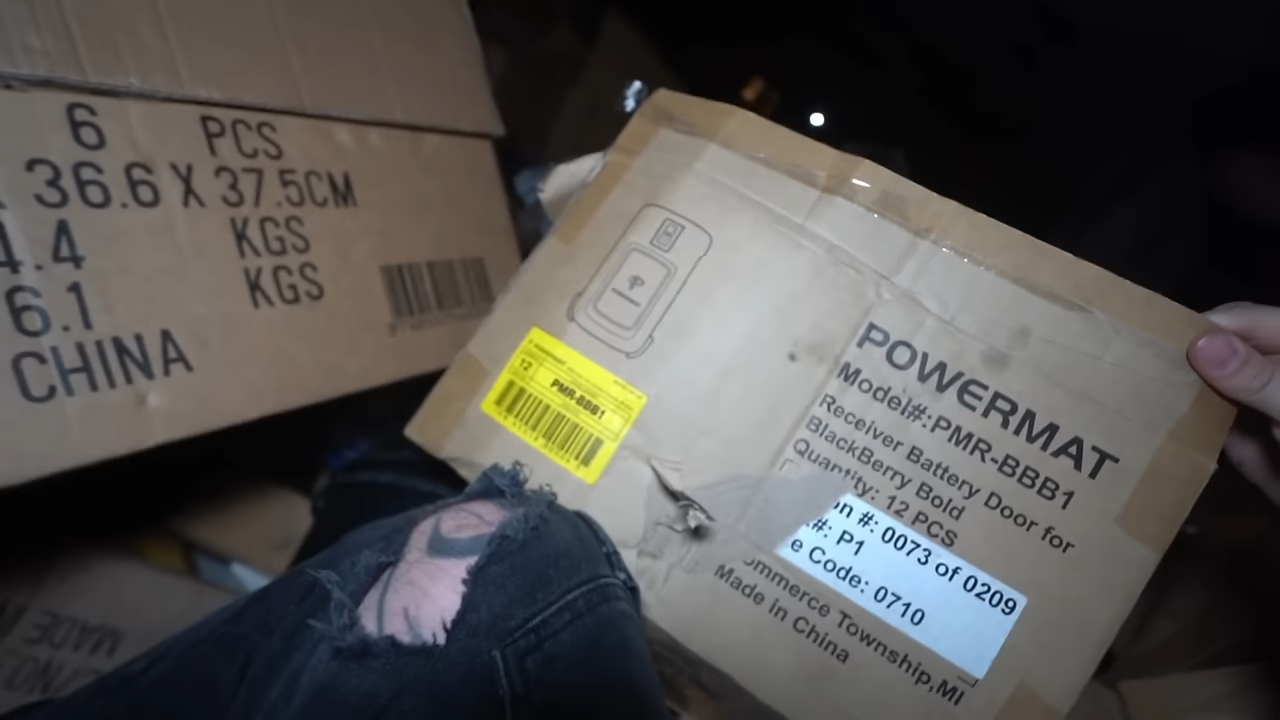 6 PCS
36.6 X 37.5CM
4.4 KGS
6.1 KGS
CHINA
12
PMR-BBB1
POWERMAT
Model#:PMR-BBB1
Receiver Battery Door for
BlackBerry Bold
Quantity: 12 PCS
n #: 0073 of 0209
#: P1
e Code: 0710
ommerce Township,MI
Made in China
MADE